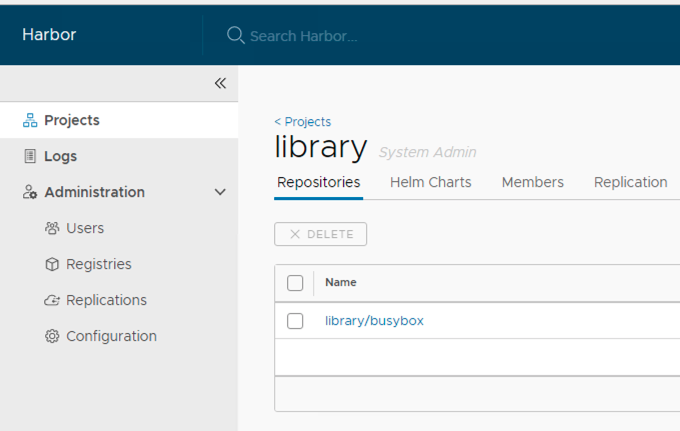 Harbor
Search Harbor...
Projects
Logs
Administration
Users
Registries
Replications
Configuration
< Projects
library System Admin
Repositories Helm Charts Members Replication
DELETE
Name
library/busybox